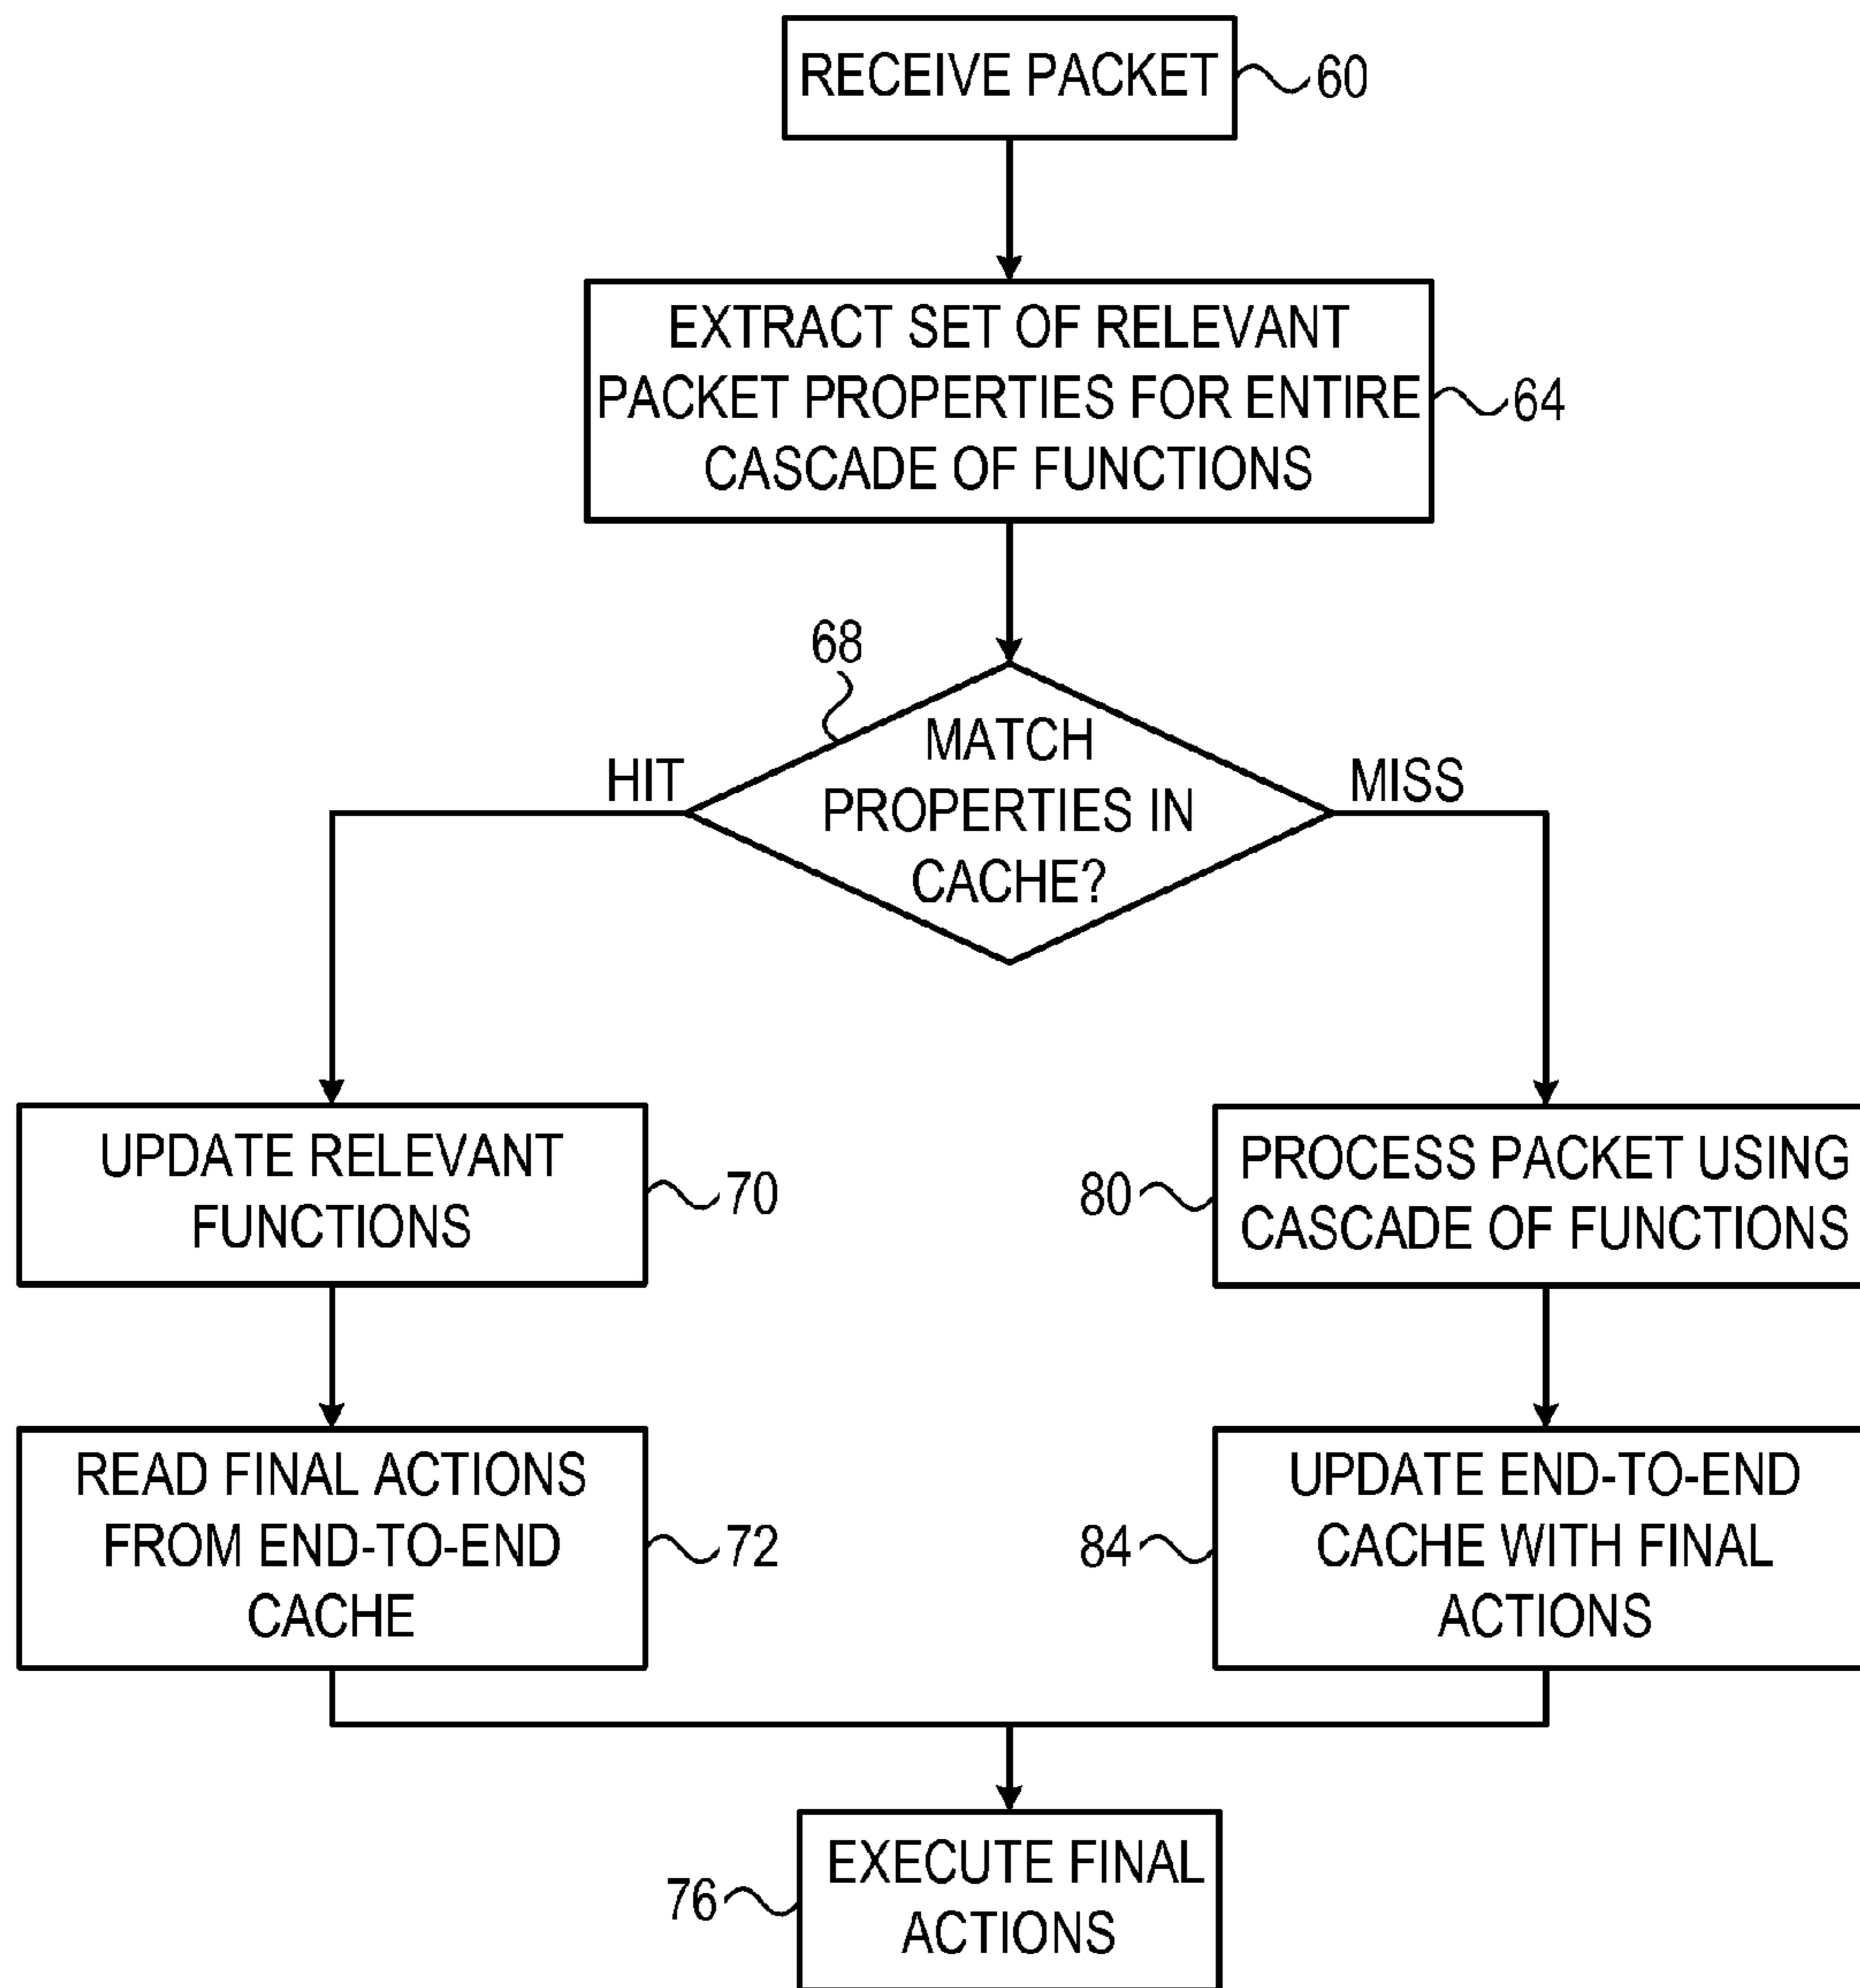 RECEIVE PACKET
60
EXTRACT SET OF RELEVANT
PACKET PROPERTIES FOR ENTIRE
CASCADE OF FUNCTIONS
64
68
MATCH
PROPERTIES IN
CACHE?
HIT
MISS
UPDATE RELEVANT
FUNCTIONS
70
80
PROCESS PACKET USING
CASCADE OF FUNCTIONS
READ FINAL ACTIONS
FROM END-TO-END
CACHE
72
84
UPDATE END-TO-END
CACHE WITH FINAL
ACTIONS
76
EXECUTE FINAL
ACTIONS